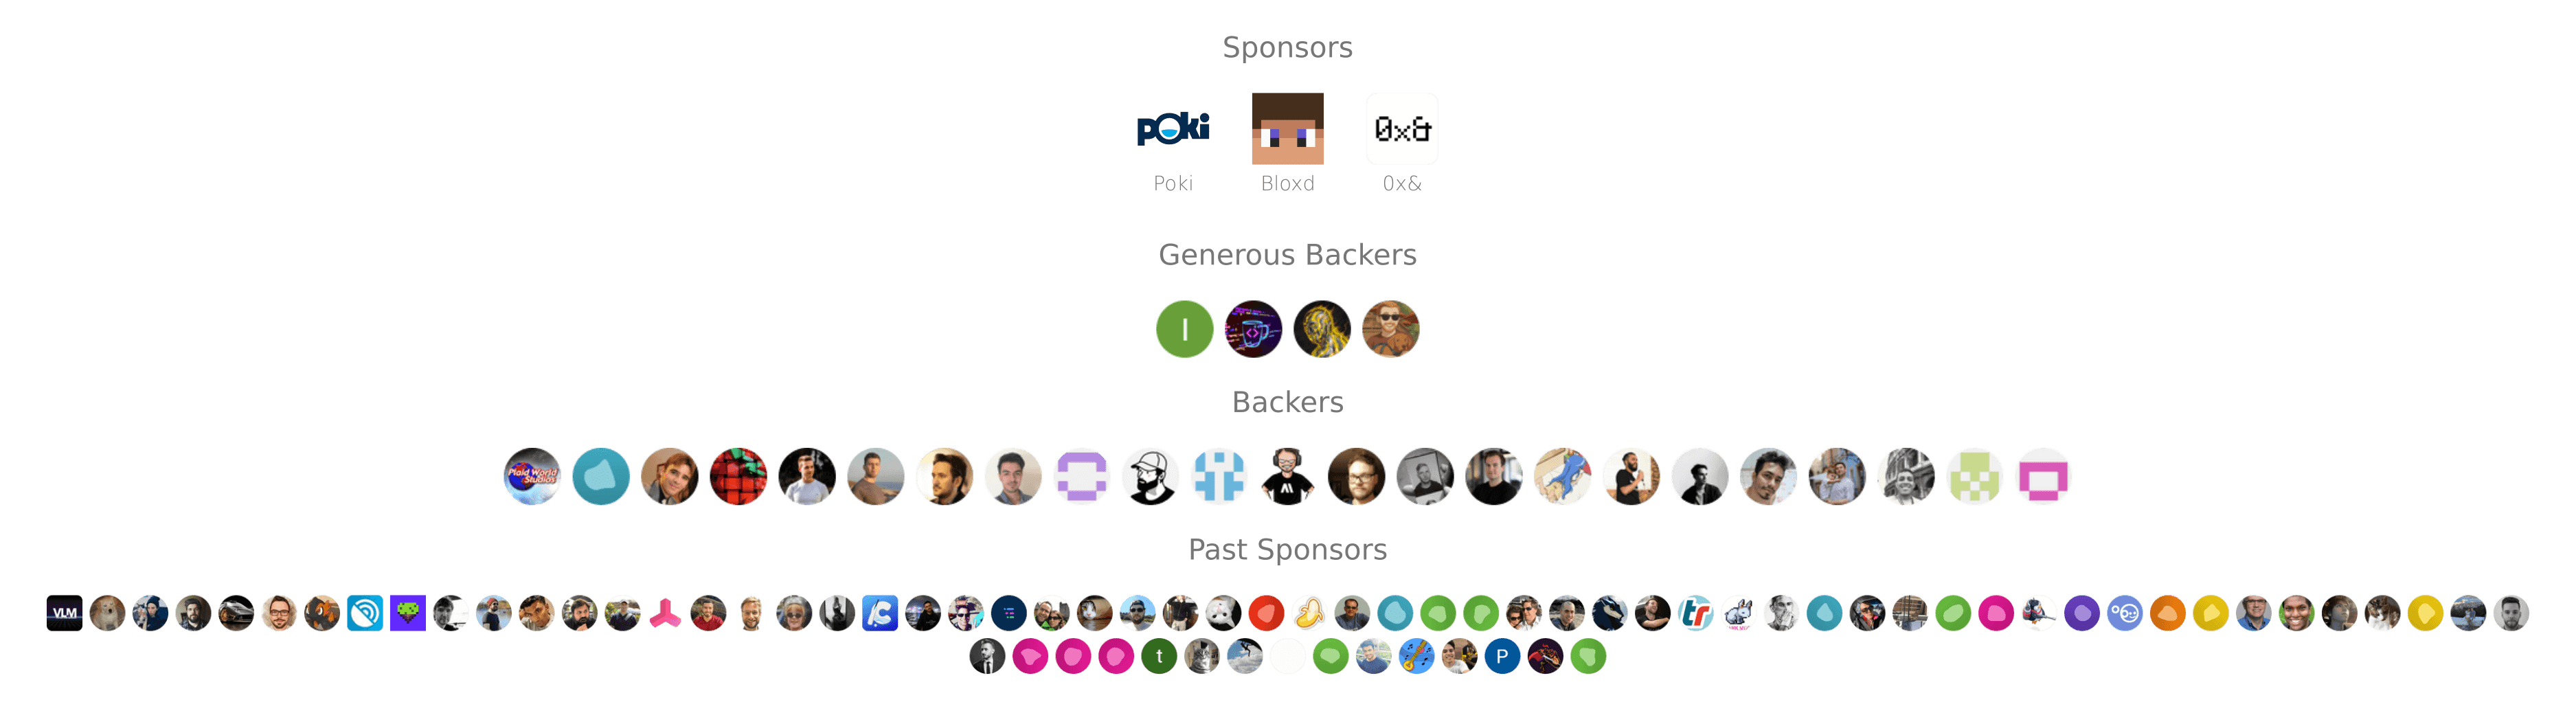 Sponsors
poki
0x&
Poki
Bloxd
0x&
Generous Backers
I
Backers
Plaid World
Studios
Past Sponsors
VLM
C
tr
t
P